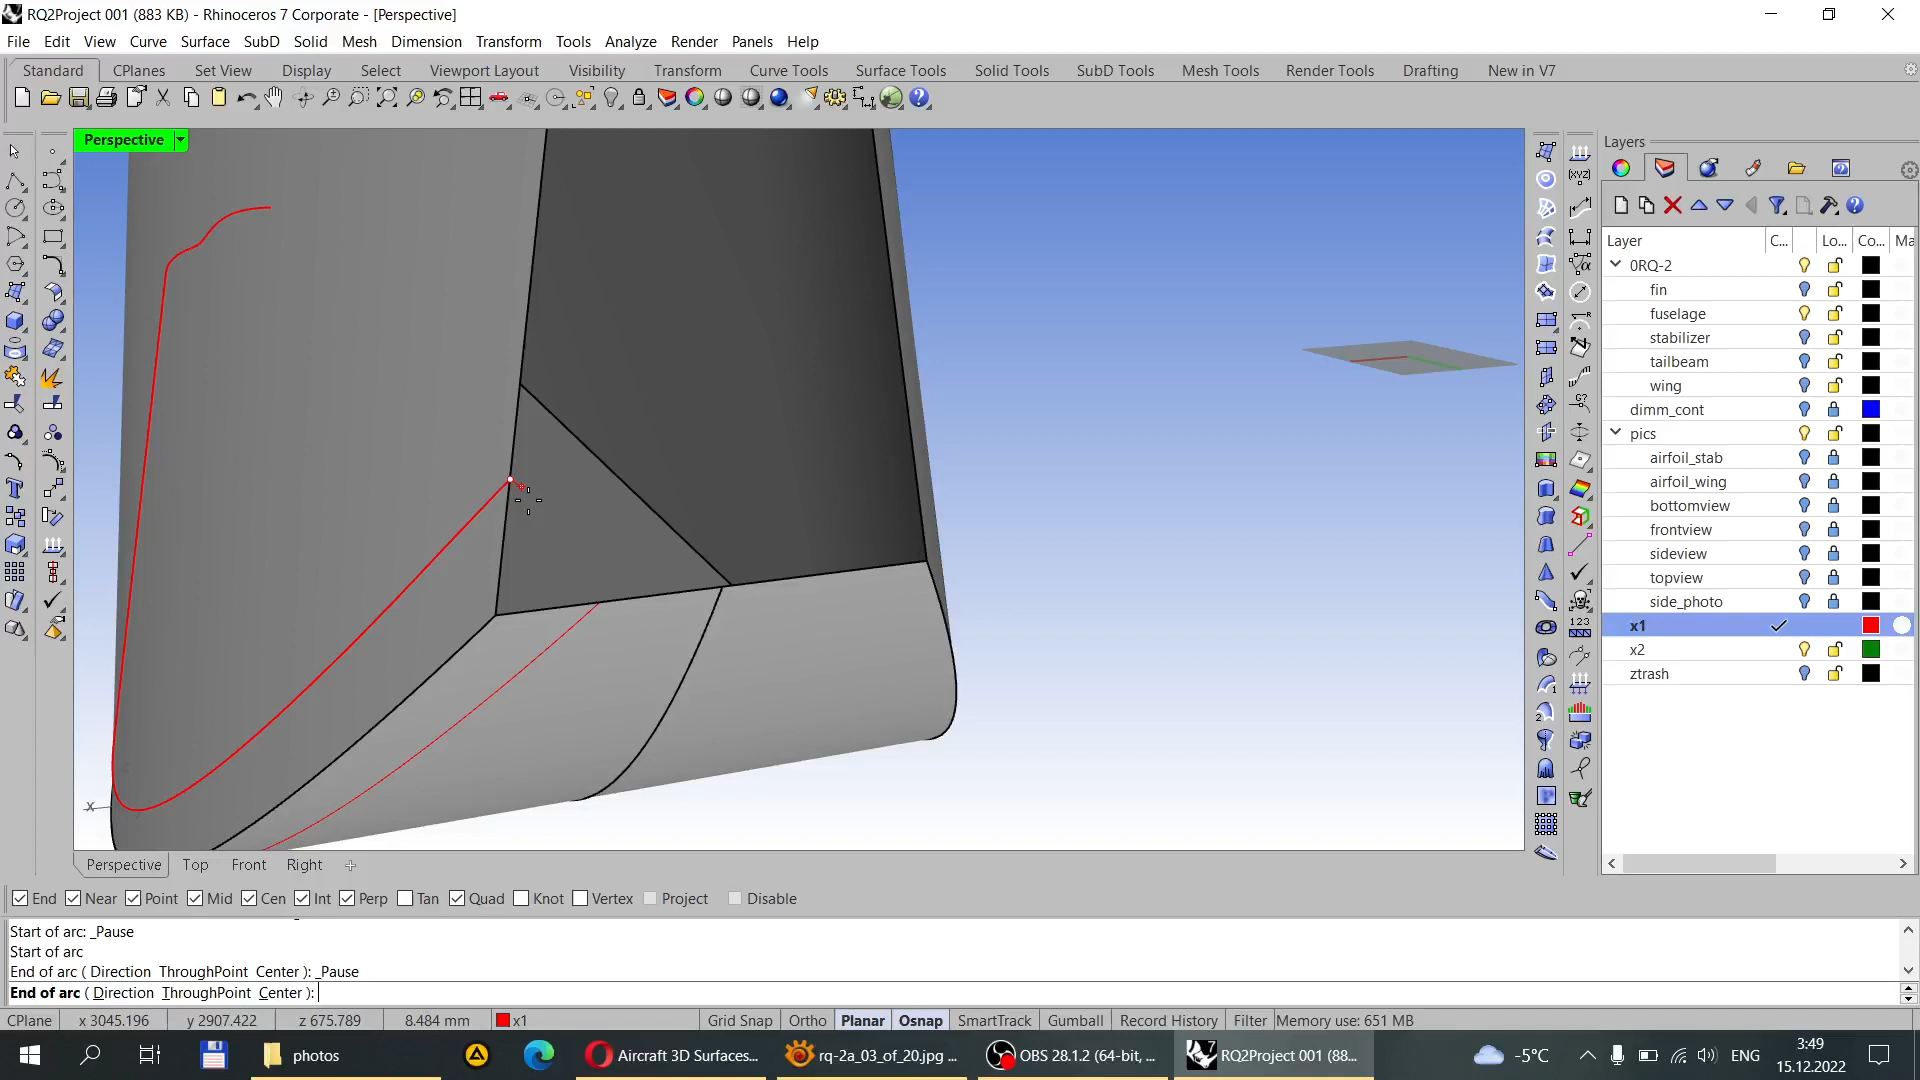 RQ2Project 001 (883 KB) - Rhinoceros 7 Corporate - [Perspective]
File Edit View Curve Surface SubD Solid Mesh Dimension Transform Tools Analyze Render Panels Help
Standard CPlanes Set View Display Select Viewport Layout Visibility Transform Curve Tools Surface Tools Solid Tools SubD Tools Mesh Tools Render Tools Drafting New in V7
Perspective
Layers
Layer C... Lo... Co... Ma
0RQ-2
fin
fuselage
stabilizer
tailbeam
wing
dimm_cont
pics
airfoil_stab
airfoil_wing
bottomview
frontview
sideview
topview
side_photo
x1
x2
ztrash
x
Perspective Top Front Right
End Near Point Mid Cen Int Perp Tan Quad Knot Vertex Project Disable
Start of arc: _Pause
Start of arc
End of arc ( Direction ThroughPoint Center ): _Pause
End of arc ( Direction ThroughPoint Center ):
CPlane x 3045.196 y 2907.422 z 675.789 8.484 mm x1 Grid Snap Ortho Planar Osnap SmartTrack Gumball Record History Filter Memory use: 651 MB
photos Aircraft 3D Surfaces... rq-2a_03_of_20.jpg ... OBS 28.1.2 (64-bit, ... RQ2Project 001 (88... -5°C ENG 3:49
15.12.2022